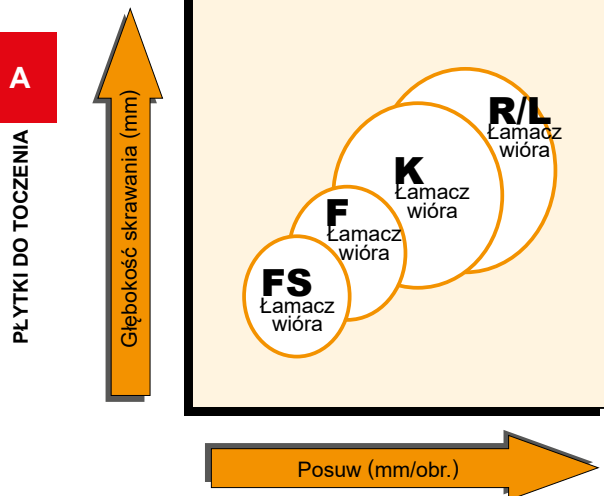 A
PŁYTKI DO TOCZENIA
Głębokość skrawania (mm)
R/L
Łamacz
wióra
K
Łamacz
wióra
F
Łamacz
wióra
FS
Łamacz
wióra
Posuw (mm/obr.)